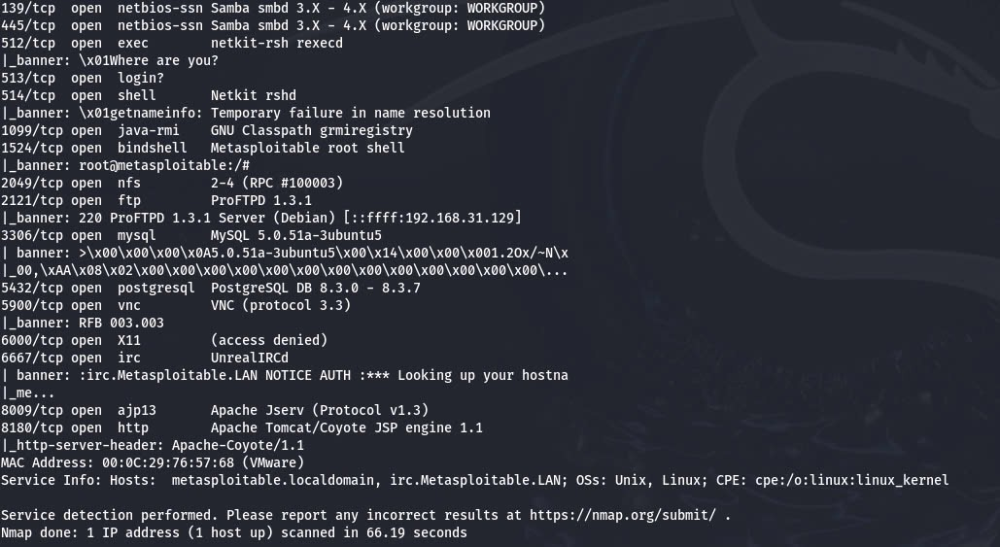 139/tcp  open  netbios-ssn Samba smbd 3.X - 4.X (workgroup: WORKGROUP)
445/tcp  open  netbios-ssn Samba smbd 3.X - 4.X (workgroup: WORKGROUP)
512/tcp  open  exec        netkit-rsh rexecd
|_banner: \x01Where are you?
513/tcp  open  login?
514/tcp  open  shell       Netkit rshd
|_banner: \x01getnameinfo: Temporary failure in name resolution
1099/tcp open  java-rmi    GNU Classpath grmiregistry
1524/tcp open  bindshell   Metasploitable root shell
|_banner: root@metasploitable:/#
2049/tcp open  nfs         2-4 (RPC #100003)
2121/tcp open  ftp         ProFTPD 1.3.1
|_banner: 220 ProFTPD 1.3.1 Server (Debian) [::ffff:192.168.31.129]
3306/tcp open  mysql       MySQL 5.0.51a-3ubuntu5
| banner: >\x00\x00\x00\x0A5.0.51a-3ubuntu5\x00\x14\x00\x00\x001.2Ox/~N\x
|_00,\xAA\x08\x02\x00\x00\x00\x00\x00\x00\x00\x00\x00\x00\x00\x00\x00\...
5432/tcp open  postgresql  PostgreSQL DB 8.3.0 - 8.3.7
5900/tcp open  vnc         VNC (protocol 3.3)
|_banner: RFB 003.003
6000/tcp open  X11         (access denied)
6667/tcp open  irc         UnrealIRCd
| banner: :irc.Metasploitable.LAN NOTICE AUTH :*** Looking up your hostna
|_me...
8009/tcp open  ajp13       Apache Jserv (Protocol v1.3)
8180/tcp open  http        Apache Tomcat/Coyote JSP engine 1.1
|_http-server-header: Apache-Coyote/1.1
MAC Address: 00:0C:29:76:57:68 (VMware)
Service Info: Hosts:  metasploitable.localdomain, irc.Metasploitable.LAN; OSs: Unix, Linux; CPE: cpe:/o:linux:linux_kernel
Service detection performed. Please report any incorrect results at https://nmap.org/submit/ .
Nmap done: 1 IP address (1 host up) scanned in 66.19 seconds